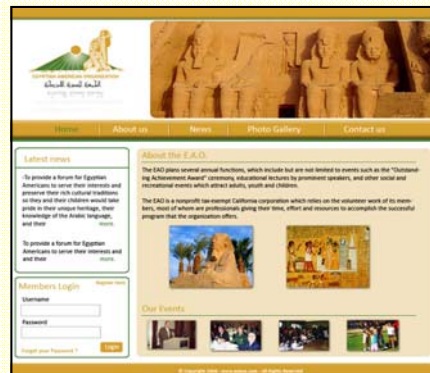 EGYPTIAN AMERICAN ORGANIZATION
Home About us News Photo Gallery Contact us
Latest news
-To provide a forum for Egyptian
Americans to serve their interests and
preserve their rich cultural traditions
so they and their children would take
pride in their unique heritage, their
knowledge of the Arabic language,
and their more.
To provide a forum for Egyptian
Americans to serve their interests and
and their more.
Members Login
Register here
Username
Password
Login
Forgot your Password ?
About the E.A.O.
The EAO plans several annual functions, which include but are not limited to events such as the "Outstand-
ing Achievement Award" ceremony, educational lectures by prominent speakers, and other social and
recreational events which attract adults, youth and children.
The EAO is a nonprofit tax-exempt California corporation which relies on the volunteer work of its mem-
bers, most of whom are professionals giving their time, effort and resources to accomplish the successful
program that the organization offers.
Our Events